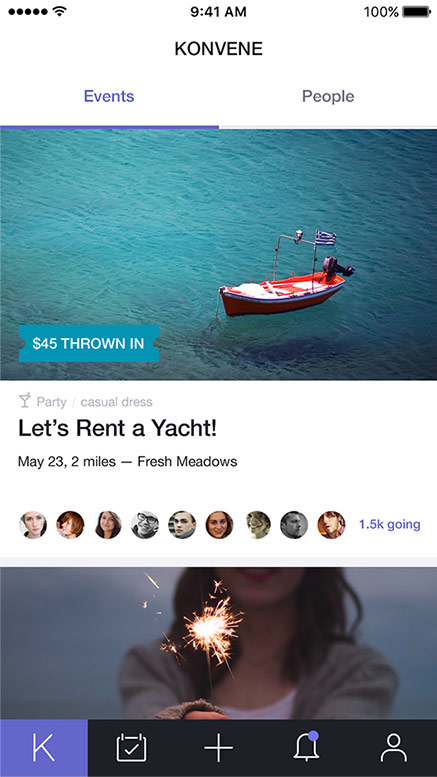 9:41 AM 100%
KONVENE
Events People
$45 THROWN IN
Party / casual dress
Let's Rent a Yacht!
May 23, 2 miles — Fresh Meadows
1.5k going
K